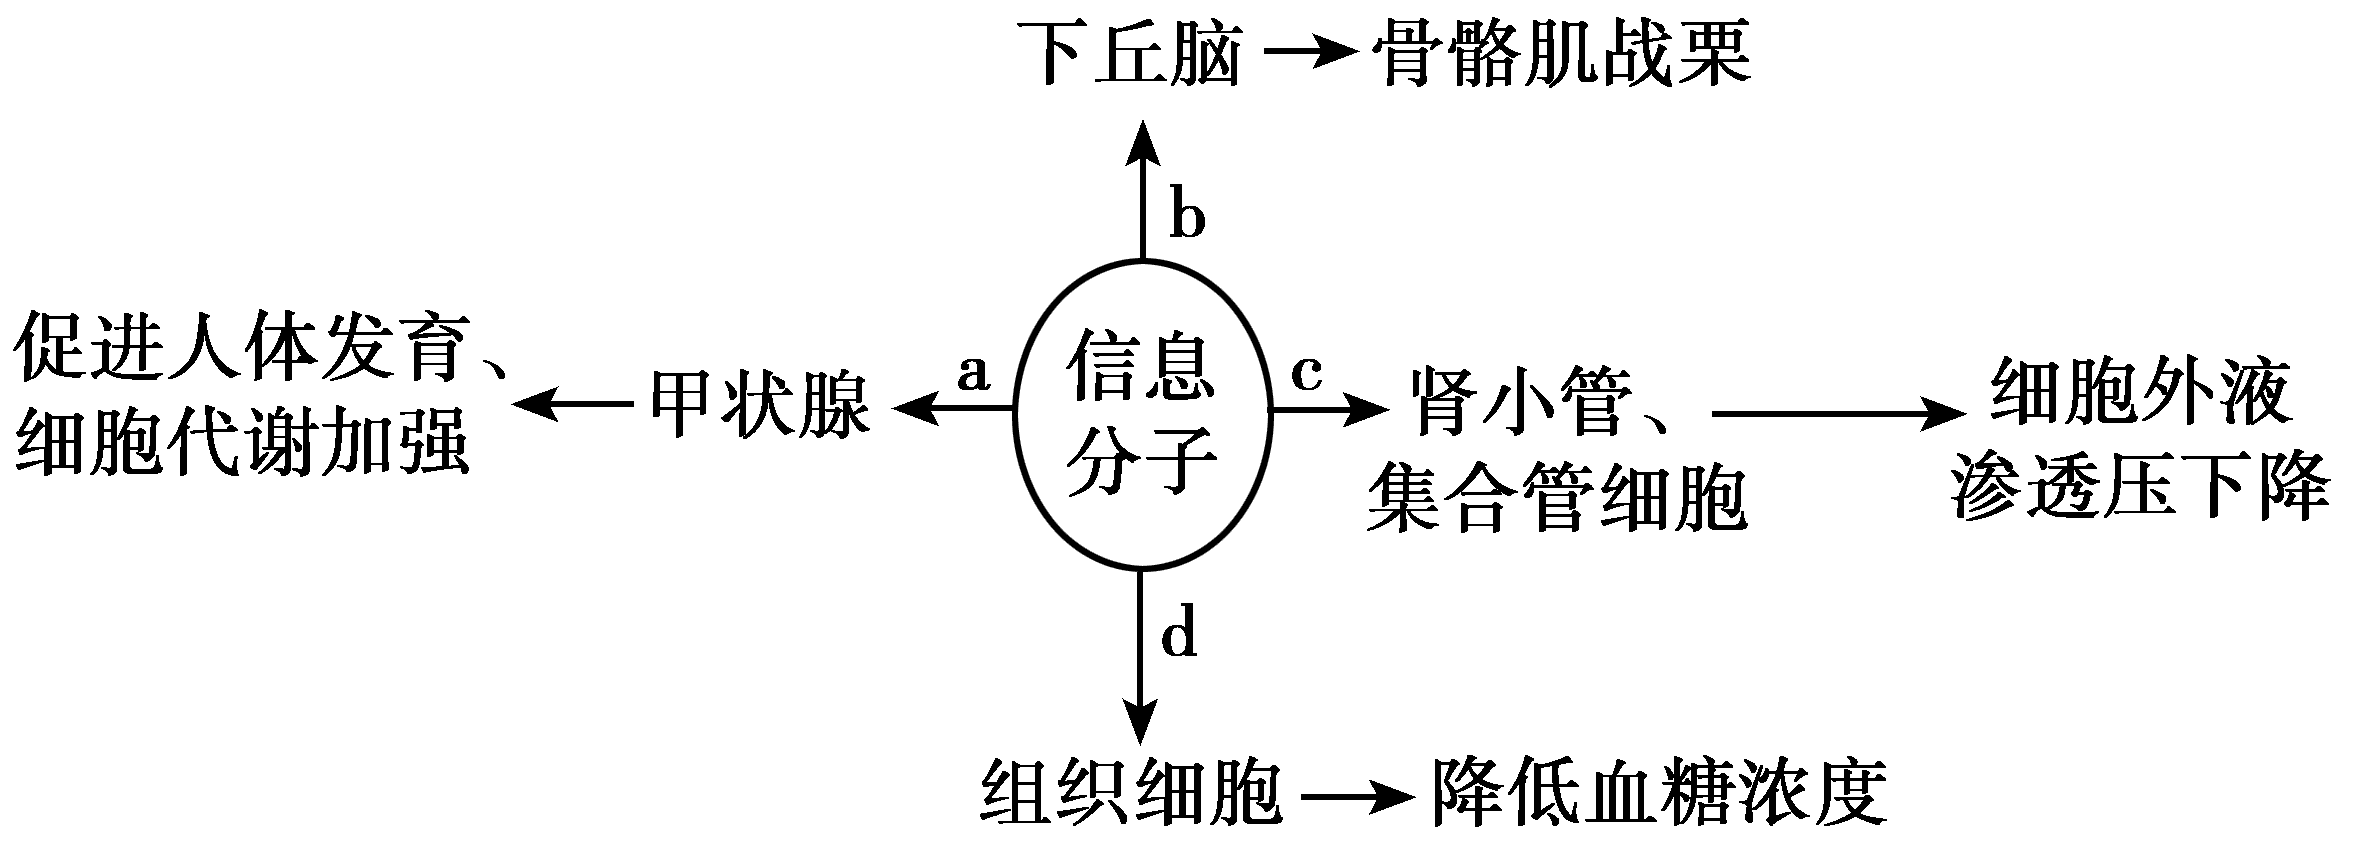 下丘脑
骨骼肌战栗
b
促进人体发育、
细胞代谢加强
甲状腺
a
信息
分子
c
肾小管、
集合管细胞
细胞外液
渗透压下降
d
组织细胞
降低血糖浓度